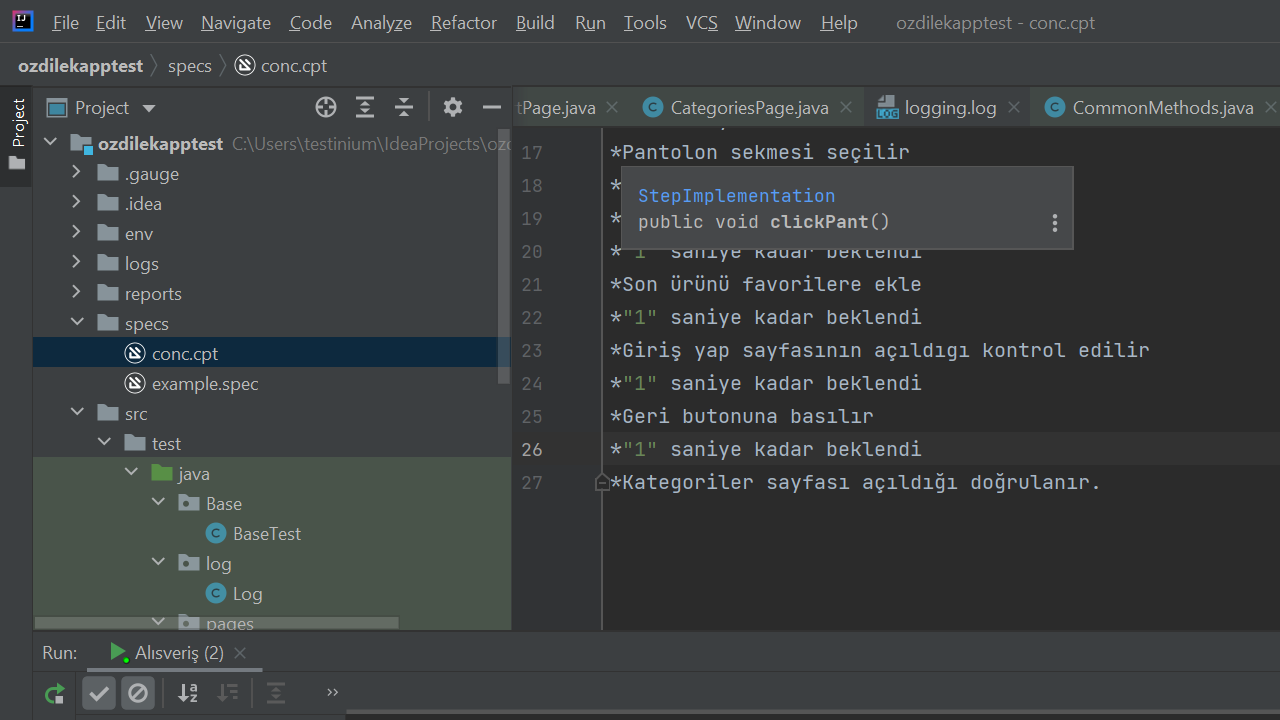 File Edit View Navigate Code Analyze Refactor Build Run Tools VCS Window Help ozdilekapptest - conc.cpt
ozdilekapptest specs conc.cpt
Project
Project
tPage.java CategoriesPage.java logging.log CommonMethods.java
ozdilekapptest C:\Users\testinium\IdeaProjects\ozd
.gauge
.idea
env
logs
reports
specs
conc.cpt
example.spec
src
test
java
Base
BaseTest
log
Log
pages
17 *Pantolon sekmesi seçilir
18 *
19 *
StepImplementation
public void clickPant()
20 *"1" saniye kadar beklendi
21 *Son ürünü favorilere ekle
22 *"1" saniye kadar beklendi
23 *Giriş yap sayfasının açıldıgı kontrol edilir
24 *"1" saniye kadar beklendi
25 *Geri butonuna basılır
26 *"1" saniye kadar beklendi
27 *Kategoriler sayfası açıldığı doğrulanır.
Run: Alısveriş (2)